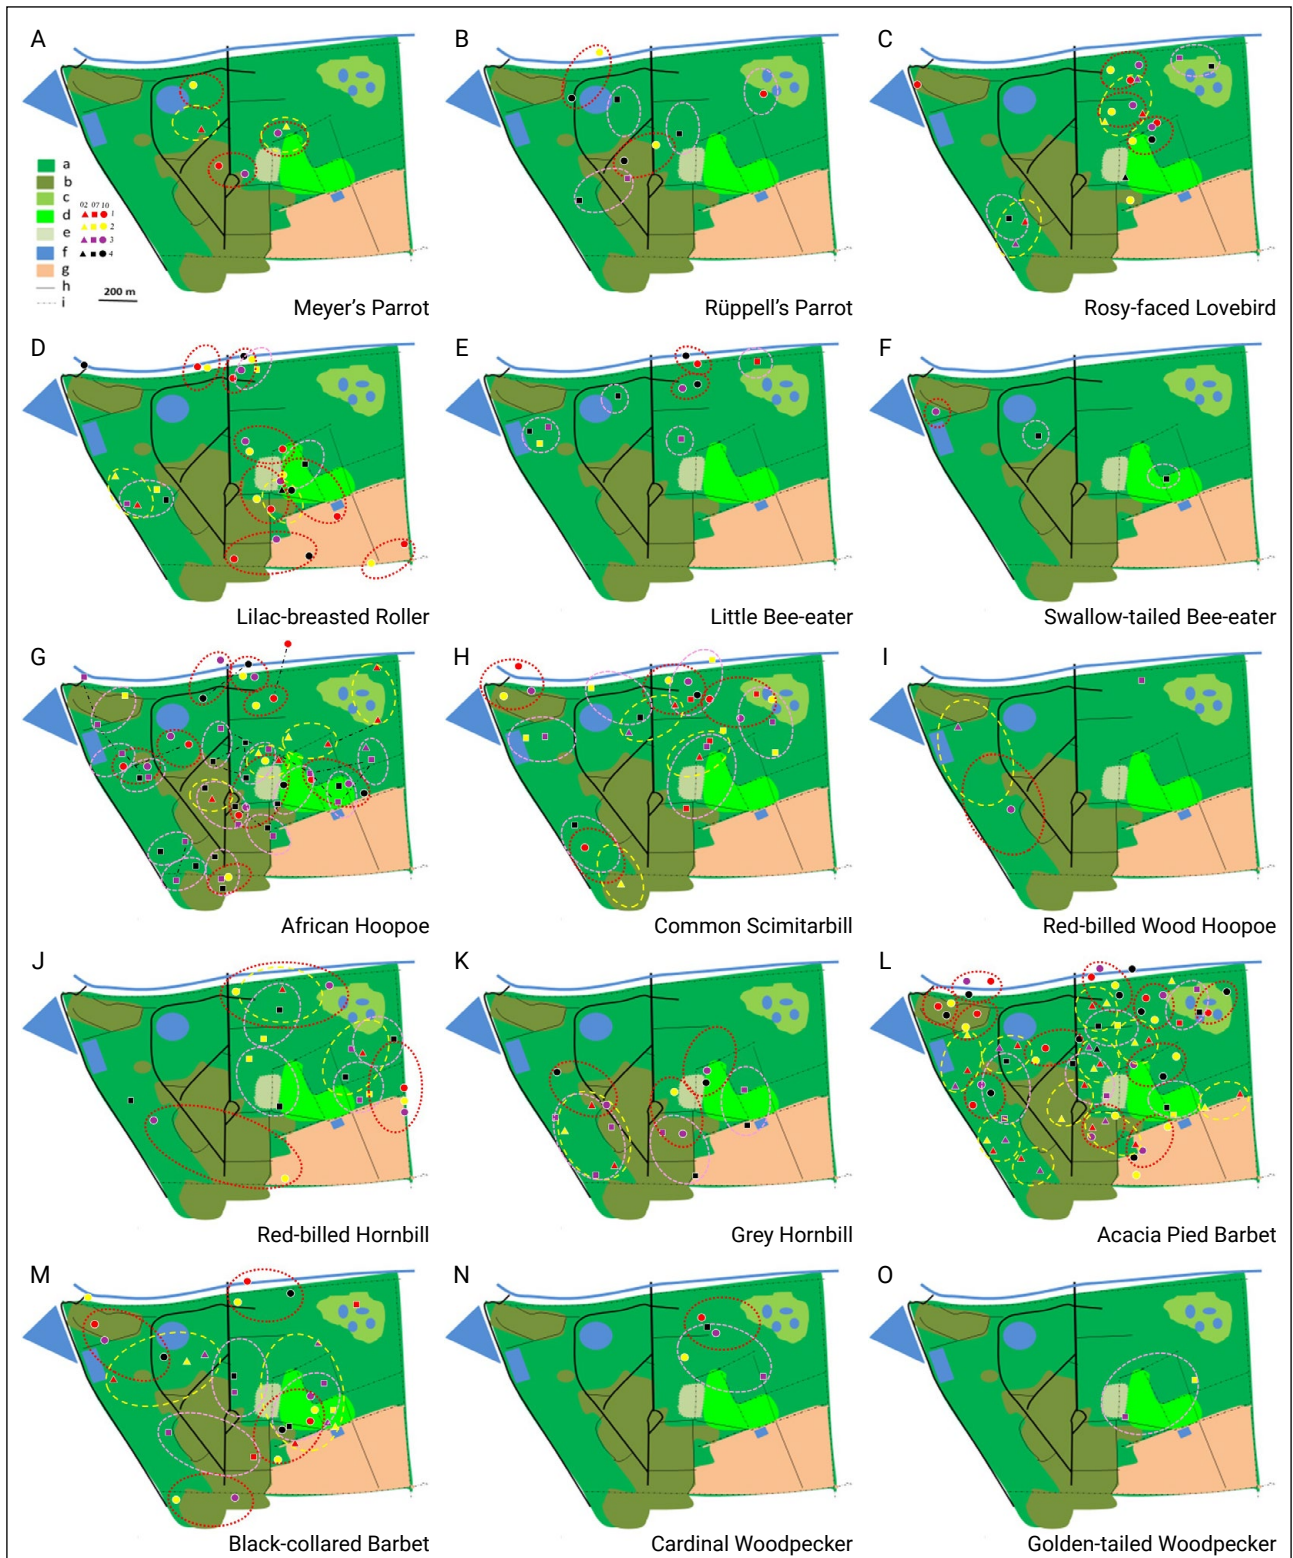 A
B
C
a
b
c
d
e
f
g
h
i
02 07 10
1
2
3
4
200 m
Meyer's Parrot
Rüppell's Parrot
Rosy-faced Lovebird
D
E
F
Lilac-breasted Roller
Little Bee-eater
Swallow-tailed Bee-eater
G
H
I
African Hoopoe
Common Scimitarbill
Red-billed Wood Hoopoe
J
K
L
Red-billed Hornbill
Grey Hornbill
Acacia Pied Barbet
M
N
O
Black-collared Barbet
Cardinal Woodpecker
Golden-tailed Woodpecker